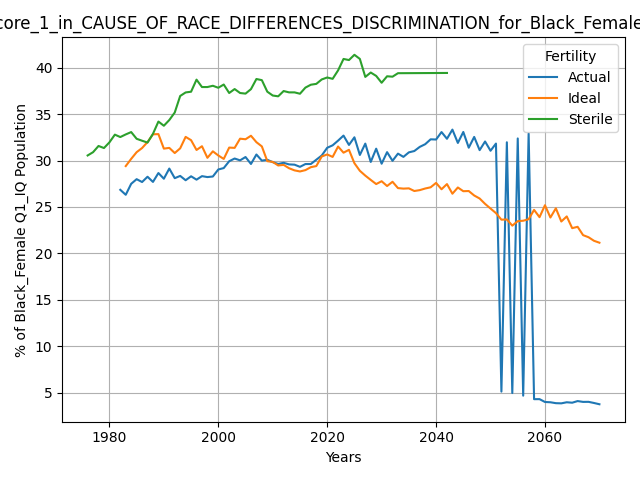 core_1_in_CAUSE_OF_RACE_DIFFERENCES_DISCRIMINATION_for_Black_Female
Fertility
Actual
Ideal
Sterile
% of Black_Female Q1_IQ Population
40
35
30
25
20
15
10
5
1980
2000
2020
2040
2060
Years